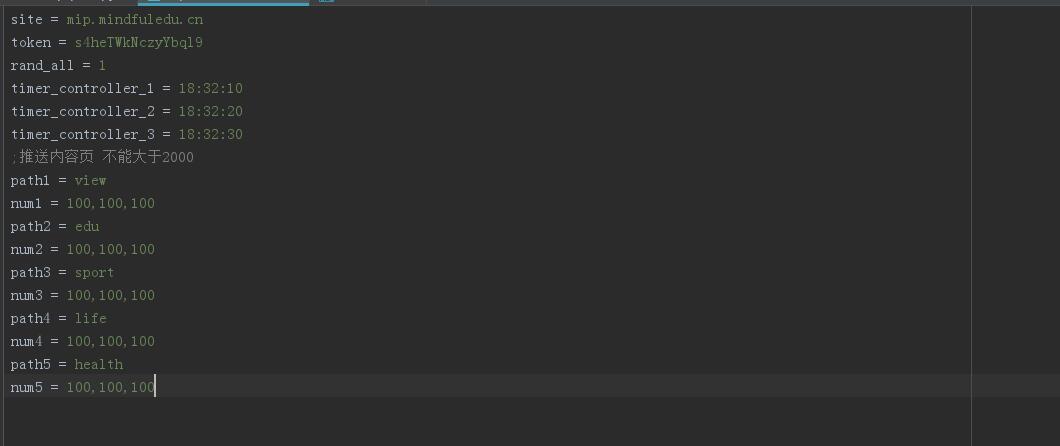 site = mip.mindfuledu.cn
token = s4heTWkNczyYbql9
rand_all = 1
timer_controller_1 = 18:32:10
timer_controller_2 = 18:32:20
timer_controller_3 = 18:32:30
;推送内容页 不能大于2000
path1 = view
num1 = 100,100,100
path2 = edu
num2 = 100,100,100
path3 = sport
num3 = 100,100,100
path4 = life
num4 = 100,100,100
path5 = health
num5 = 100,100,100